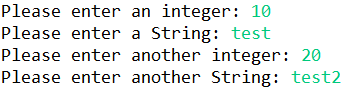 Please enter an integer: 10
Please enter a String: test
Please enter another integer: 20
Please enter another String: test2